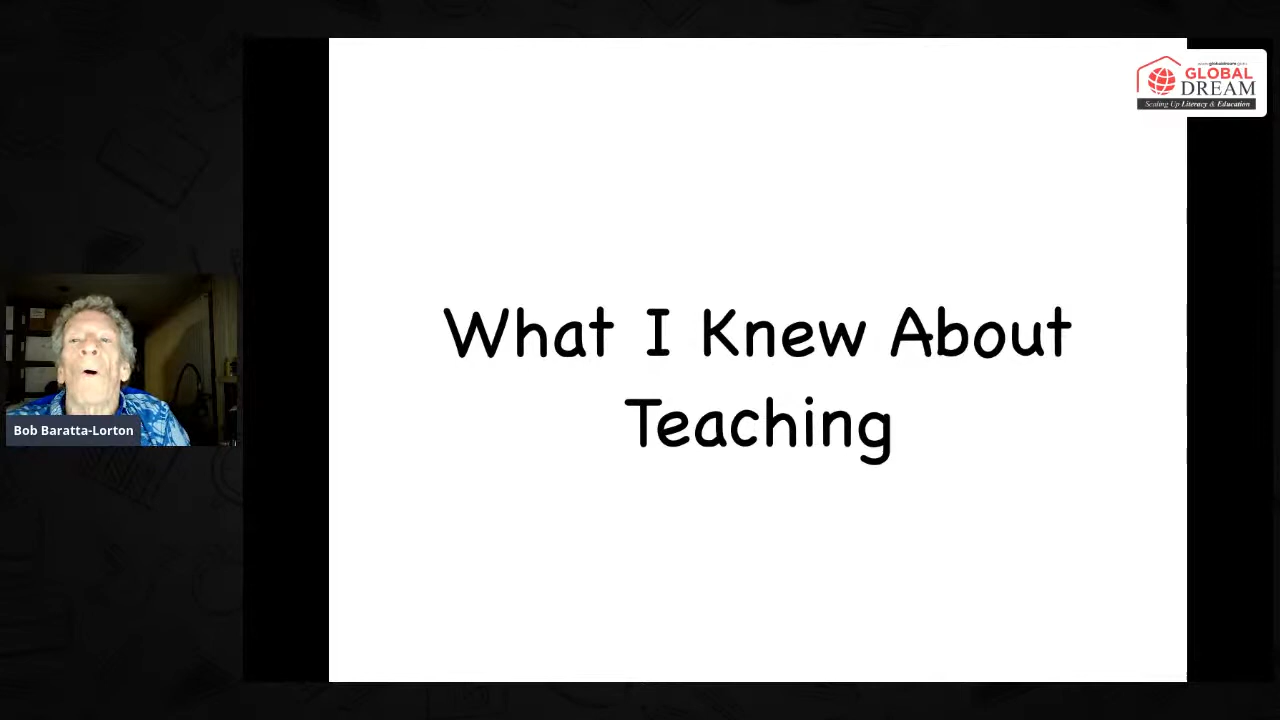 GLOBAL
DREAM
Scaling Up Literacy & Education
What I Knew About
Teaching
Bob Baratta-Lorton